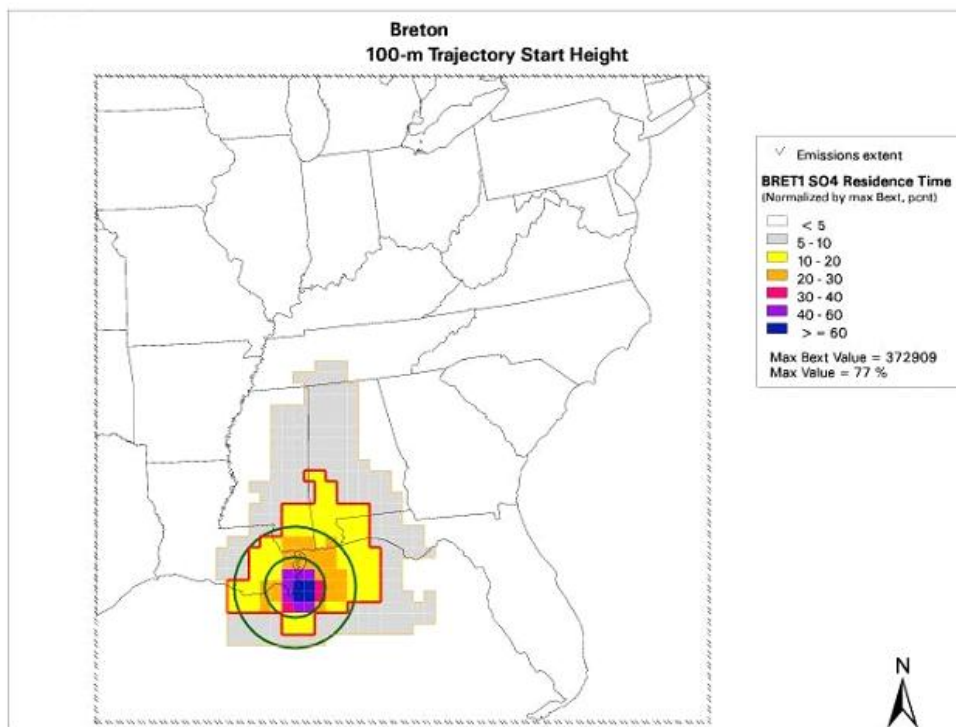 Breton
100-m Trajectory Start Height
Emissions extent
BRET1 SO4 Residence Time
(Normalized by max Bext, pcnt)
< 5
5 - 10
10 - 20
20 - 30
30 - 40
40 - 60
> = 60
Max Bext Value = 372909
Max Value = 77 %
N